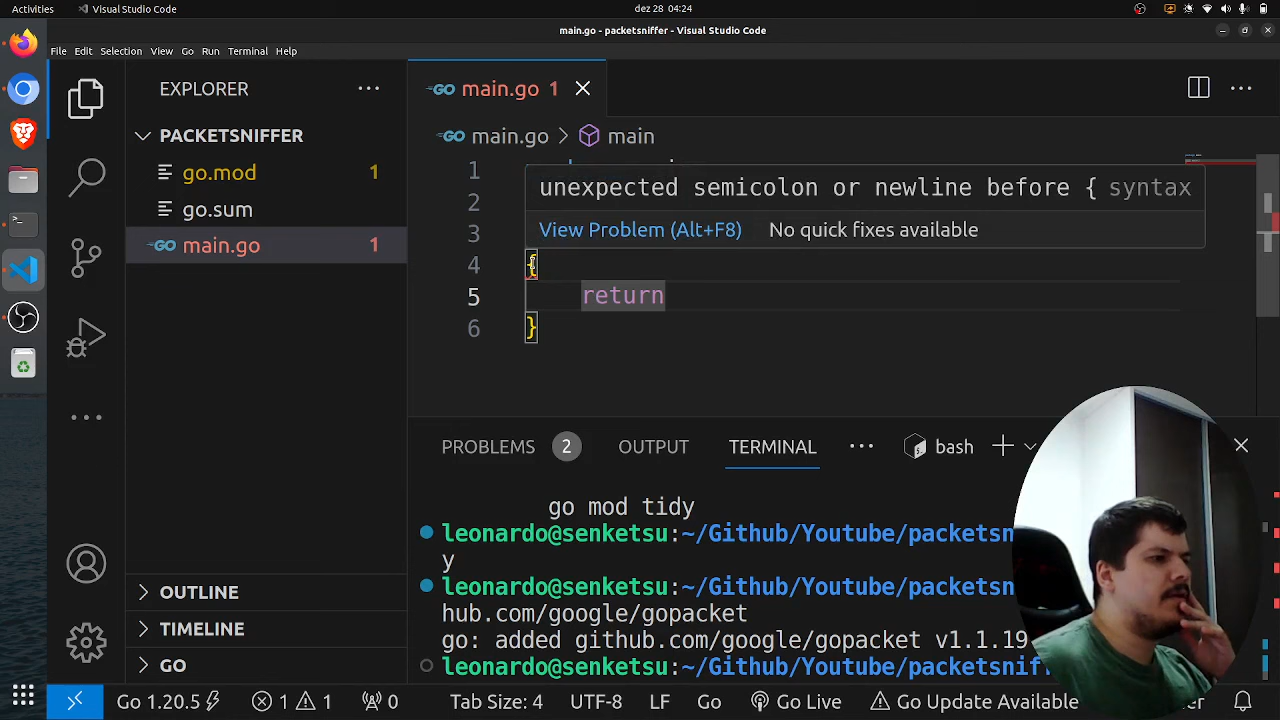 Activities
Visual Studio Code
dez 28 04:24
main.go - packetsniffer - Visual Studio Code
File Edit Selection View Go Run Terminal Help
EXPLORER
PACKETSNIFFER
go.mod 1
go.sum
main.go 1
OUTLINE
TIMELINE
GO
GO main.go 1
GO main.go > main
1
2
3
unexpected semicolon or newline before { syntax
View Problem (Alt+F8) No quick fixes available
4 {
5 return
6 }
PROBLEMS 2 OUTPUT TERMINAL bash
go mod tidy
leonardo@senketsu:~/Github/Youtube/packetsn
y
leonardo@senketsu:~/Github/Youtube/packetsn
hub.com/google/gopacket
go: added github.com/google/gopacket v1.1.19
leonardo@senketsu:~/Github/Youtube/packetsnif
Go 1.20.5 1 1 0 Tab Size: 4 UTF-8 LF Go Go Live Go Update Available